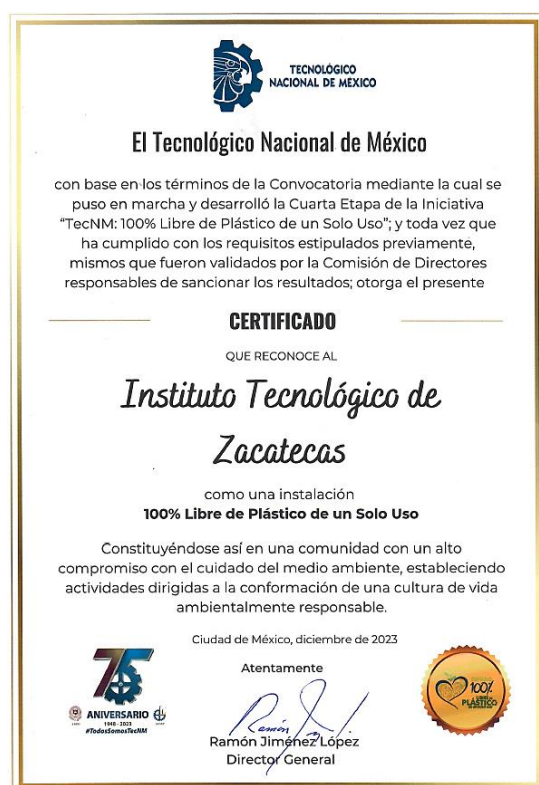 TECNOLÓGICO
NACIONAL DE MÉXICO
El Tecnológico Nacional de México
con base en los términos de la Convocatoria mediante la cual se
puso en marcha y desarrolló la Cuarta Etapa de la Iniciativa
“TecNM: 100% Libre de Plástico de un Solo Uso”; y toda vez que
ha cumplido con los requisitos estipulados previamente,
mismos que fueron validados por la Comisión de Directores
responsables de sancionar los resultados; otorga el presente
CERTIFICADO
QUE RECONOCE AL
Instituto Tecnológico de
Zacatecas
como una instalación
100% Libre de Plástico de un Solo Uso
Constituyéndose así en una comunidad con un alto
compromiso con el cuidado del medio ambiente, estableciendo
actividades dirigidas a la conformación de una cultura de vida
ambientalmente responsable.
Ciudad de México, diciembre de 2023
Atentamente
Ramón Jiménez López
Director General
75
ANIVERSARIO
1948 - 2023
#TodosSomosTecNM
100%
LIBRE DE
PLÁSTICO